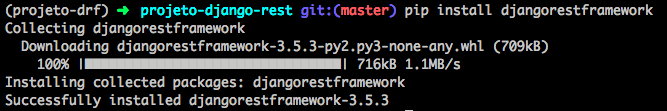 (projeto-drf) ➜ projeto-django-rest git:(master) pip install djangorestframework
Collecting djangorestframework
  Downloading djangorestframework-3.5.3-py2.py3-none-any.whl (709kB)
    100% |████████████████████████████████| 716kB 1.1MB/s
Installing collected packages: djangorestframework
Successfully installed djangorestframework-3.5.3